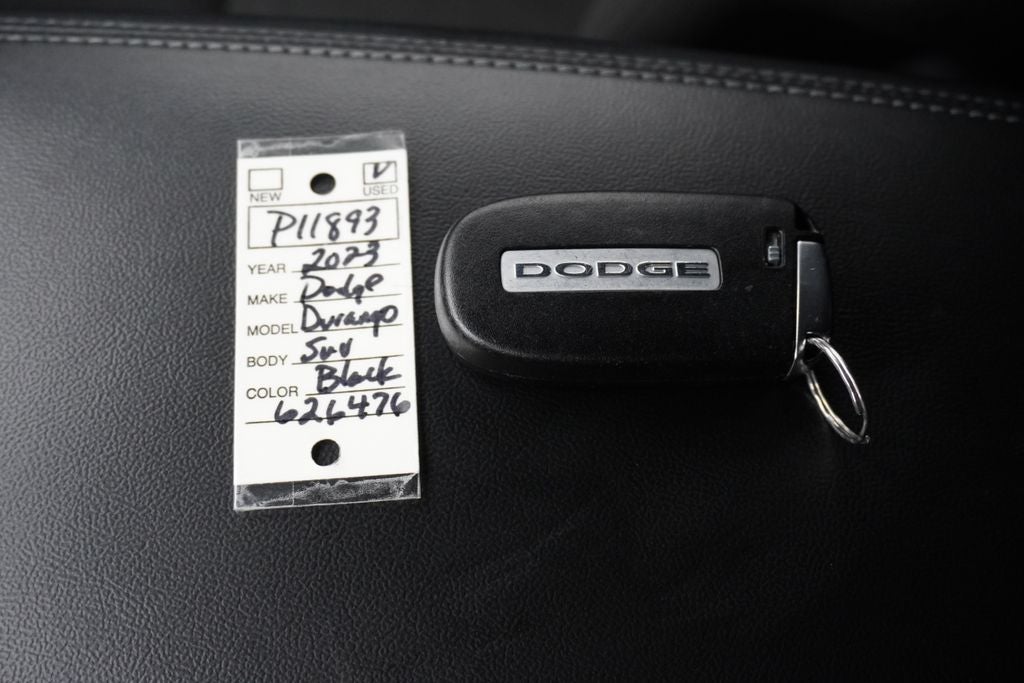 NEW USED
P11893
YEAR 2023
MAKE Dodge
MODEL Durango
BODY Suv
COLOR Black
626476
DODGE